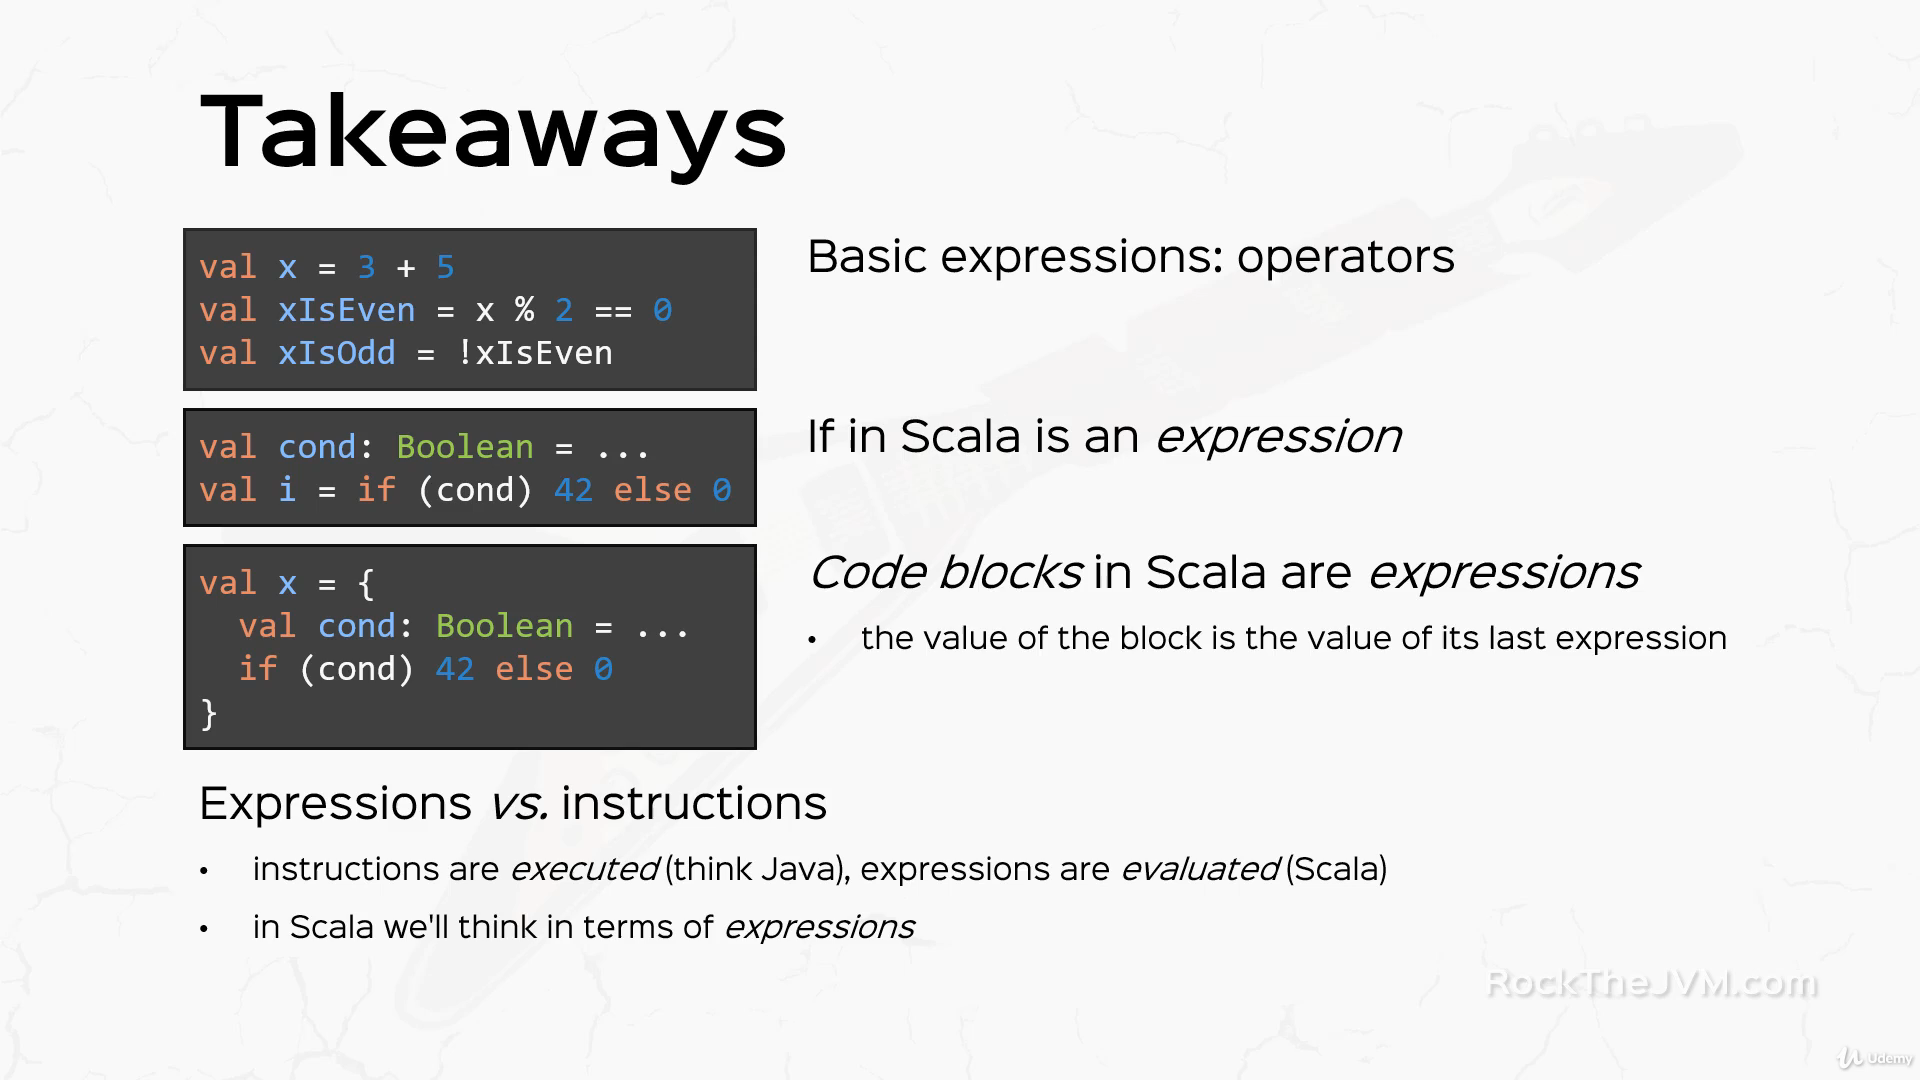 Takeaways
val x = 3 + 5
val xIsEven = x % 2 == 0
val xIsOdd = !xIsEven
Basic expressions: operators
val cond: Boolean = ...
val i = if (cond) 42 else 0
If in Scala is an expression
val x = {
  val cond: Boolean = ...
  if (cond) 42 else 0
}
Code blocks in Scala are expressions
• the value of the block is the value of its last expression
Expressions vs. instructions
• instructions are executed (think Java), expressions are evaluated (Scala)
• in Scala we'll think in terms of expressions
RockTheJVM.com
Udemy